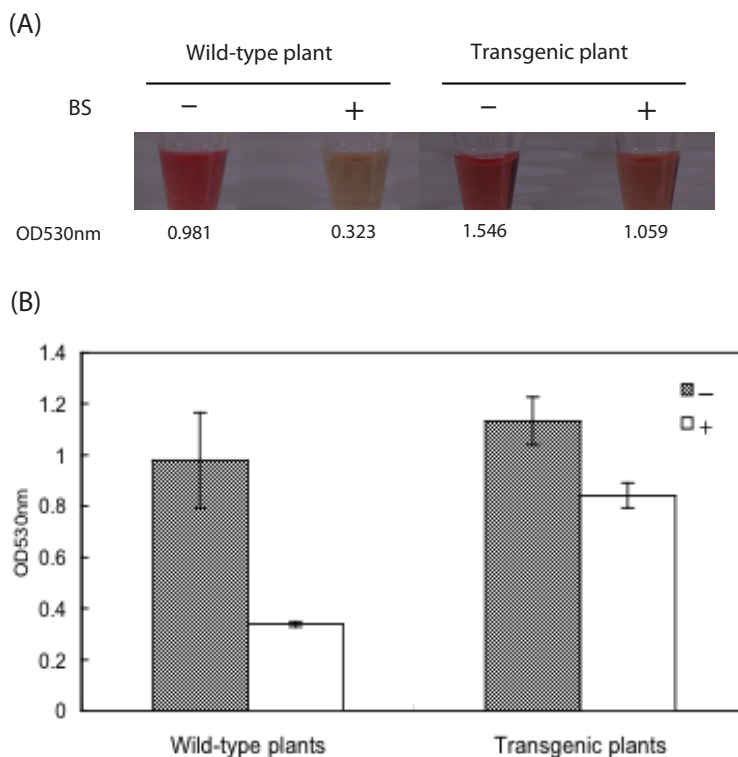 (A)
Wild-type plant Transgenic plant
BS − + − +
OD530nm 0.981 0.323 1.546 1.059
(B)
1.4
1.2
1
0.8
0.6
0.4
0.2
0
OD530nm
−
+
Wild-type plants Transgenic plants